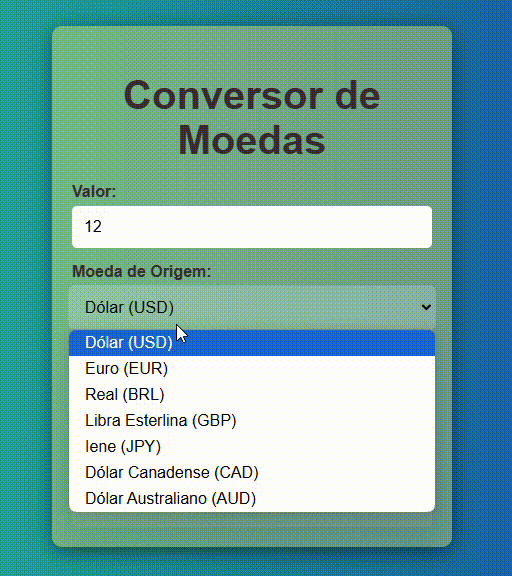 Conversor de
Moedas
Valor:
12
Moeda de Origem:
Dólar (USD)
Dólar (USD)
Euro (EUR)
Real (BRL)
Libra Esterlina (GBP)
Iene (JPY)
Dólar Canadense (CAD)
Dólar Australiano (AUD)